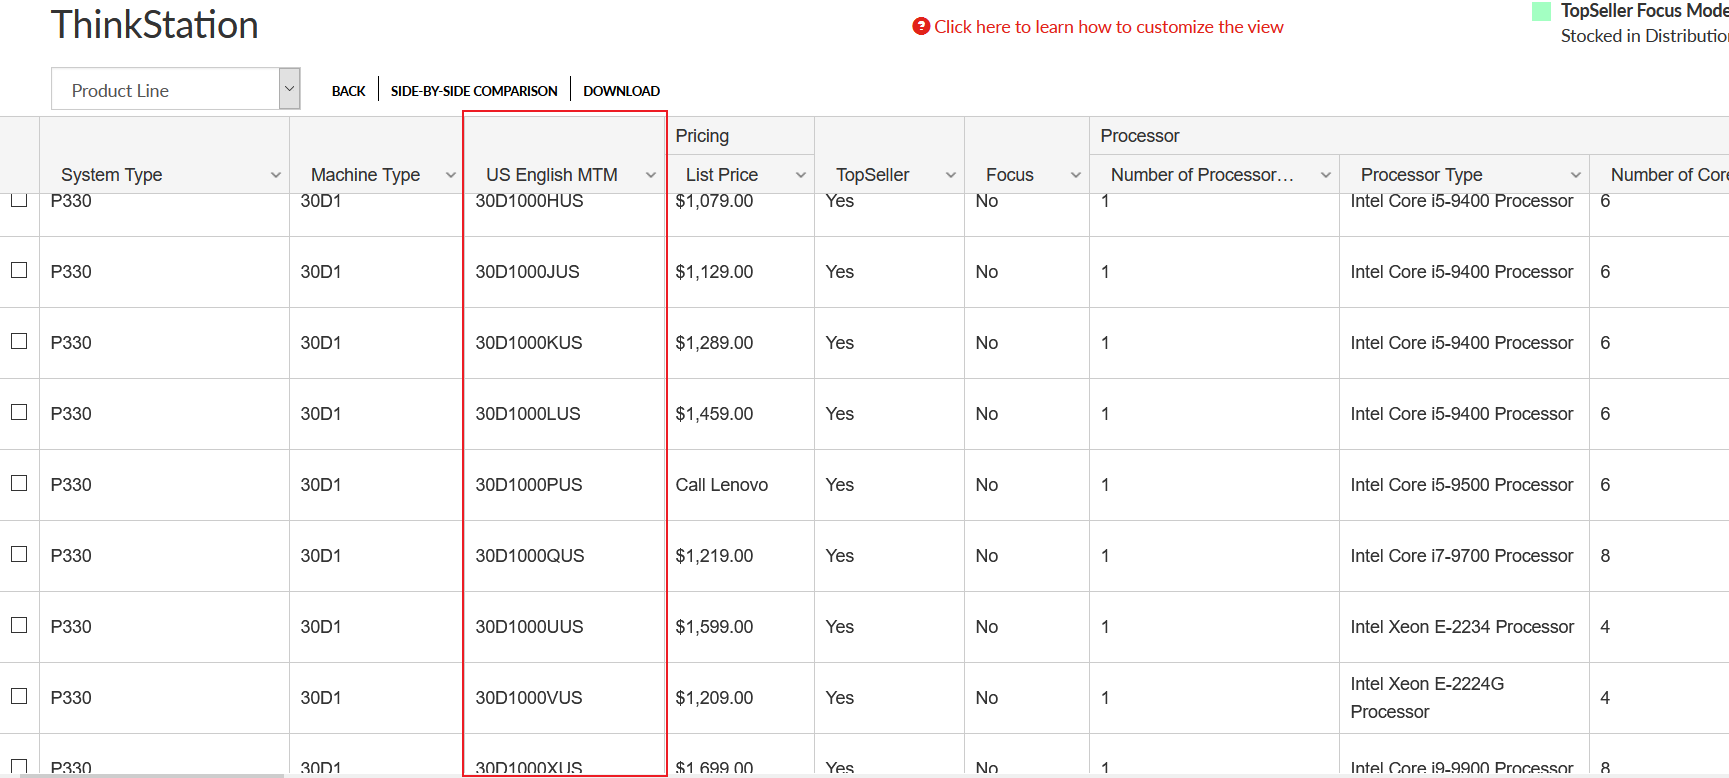 ThinkStation
Click here to learn how to customize the view
TopSeller Focus Mode
Stocked in Distribution
Product Line
BACK SIDE-BY-SIDE COMPARISON DOWNLOAD
Pricing Processor
System Type Machine Type US English MTM List Price TopSeller Focus Number of Processor... Processor Type Number of Core
P330 30D1 30D1000HUS $1,079.00 Yes No 1 Intel Core i5-9400 Processor 6
P330 30D1 30D1000JUS $1,129.00 Yes No 1 Intel Core i5-9400 Processor 6
P330 30D1 30D1000KUS $1,289.00 Yes No 1 Intel Core i5-9400 Processor 6
P330 30D1 30D1000LUS $1,459.00 Yes No 1 Intel Core i5-9400 Processor 6
P330 30D1 30D1000PUS Call Lenovo Yes No 1 Intel Core i5-9500 Processor 6
P330 30D1 30D1000QUS $1,219.00 Yes No 1 Intel Core i7-9700 Processor 8
P330 30D1 30D1000UUS $1,599.00 Yes No 1 Intel Xeon E-2234 Processor 4
P330 30D1 30D1000VUS $1,209.00 Yes No 1 Intel Xeon E-2224G Processor 4
P330 30D1 30D1000XUS $1,699.00 Yes No 1 Intel Core i9-9900 Processor 8